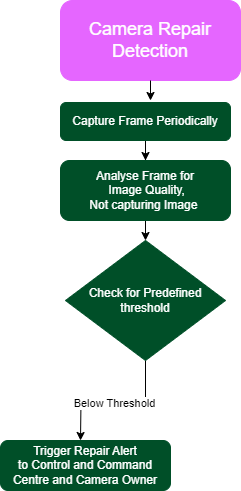 Camera Repair
Detection
Capture Frame Periodically
Analyse Frame for
Image Quality,
Not capturing Image
Check for Predefined
threshold
Below Threshold
Trigger Repair Alert
to Control and Command
Centre and Camera Owner